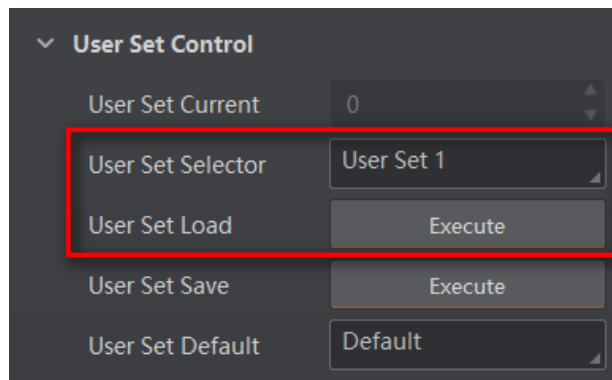 User Set Control
User Set Current 0
User Set Selector User Set 1
User Set Load Execute
User Set Save Execute
User Set Default Default